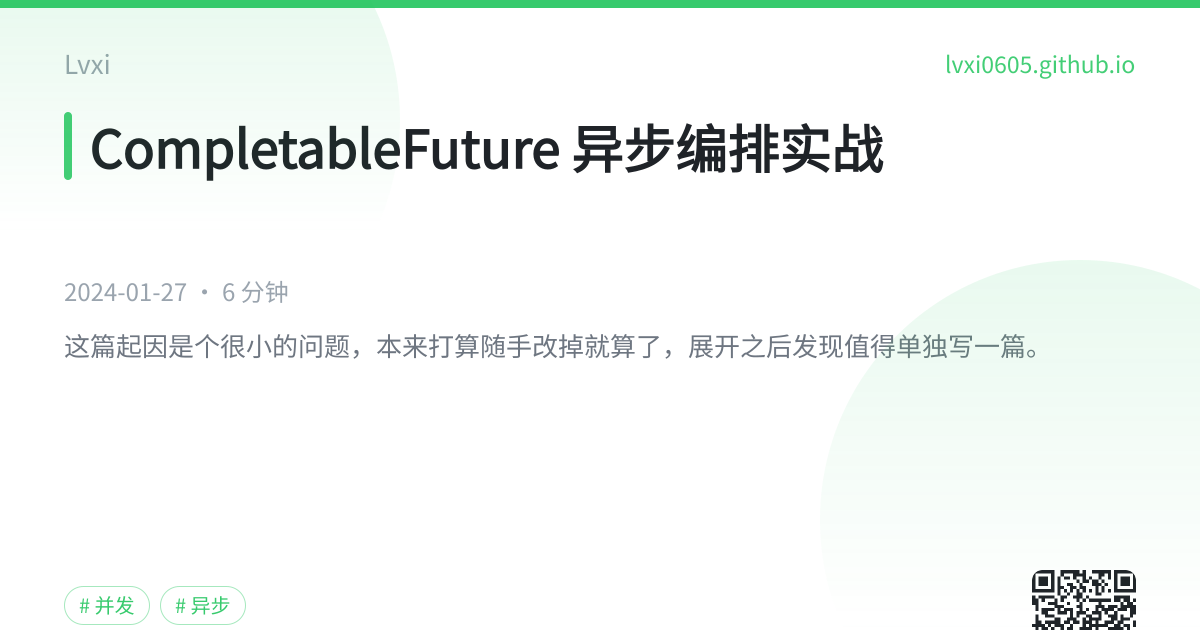 Lvxi
lvxi0605.github.io
CompletableFuture 异步编排实战
2024-01-27 · 6 分钟
这篇起因是个很小的问题，本来打算随手改掉就算了，展开之后发现值得单独写一篇。
# 并发
# 异步